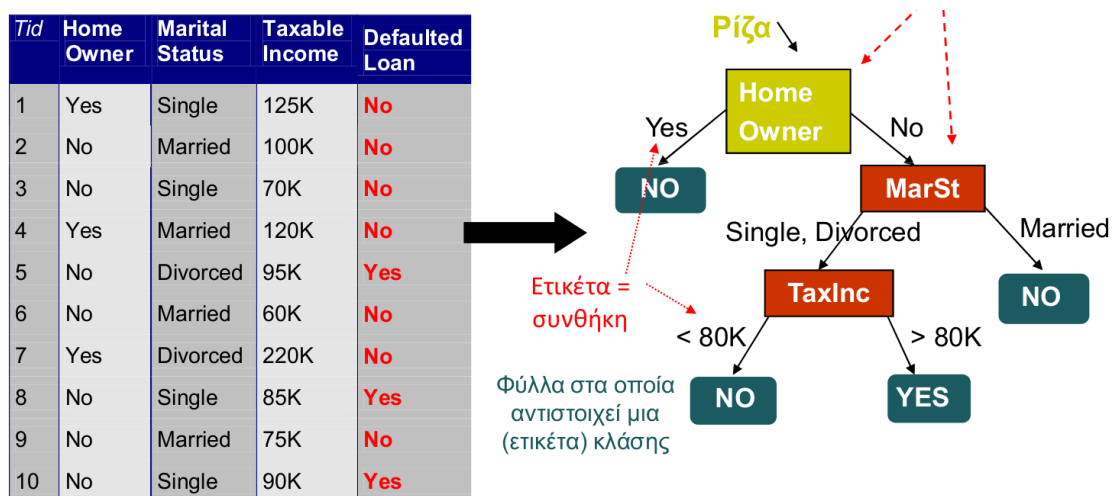 Tid Home Owner Marital Status Taxable Income Defaulted Loan
1 Yes Single 125K No
2 No Married 100K No
3 No Single 70K No
4 Yes Married 120K No
5 No Divorced 95K Yes
6 No Married 60K No
7 Yes Divorced 220K No
8 No Single 85K Yes
9 No Married 75K No
10 No Single 90K Yes
Ρίζα
Home
Owner
Yes
No
NO
MarSt
Single, Divorced
Married
Ετικέτα =
συνθήκη
TaxInc
NO
< 80K
> 80K
Φύλλα στα οποία
αντιστοιχεί μια
(ετικέτα) κλάσης
NO
YES